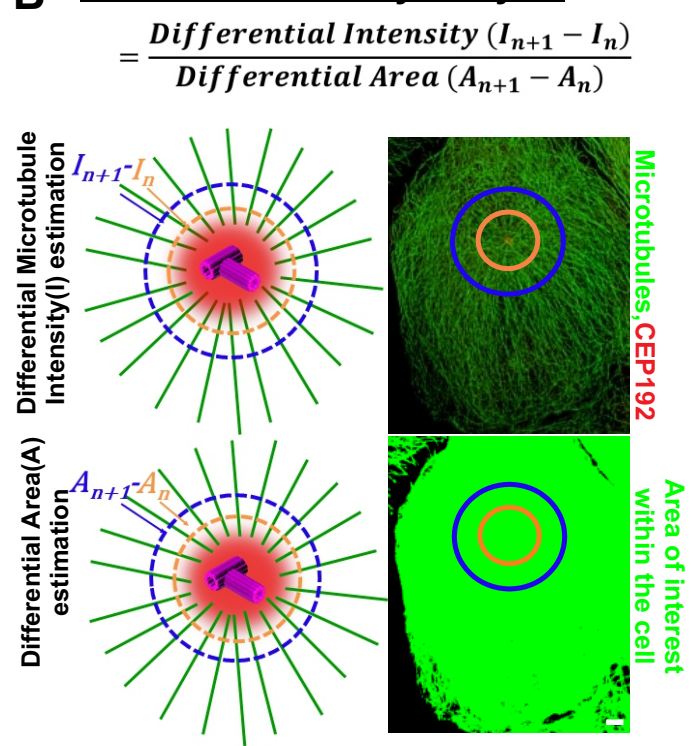 B
= Differential Intensity (Iₙ₊₁ − Iₙ)
Differential Area (Aₙ₊₁ − Aₙ)
Differential Microtubule
Intensity(I) estimation
Iₙ₊₁-Iₙ
Microtubules,CEP192
Differential Area(A)
estimation
Aₙ₊₁-Aₙ
Area of interest
within the cell